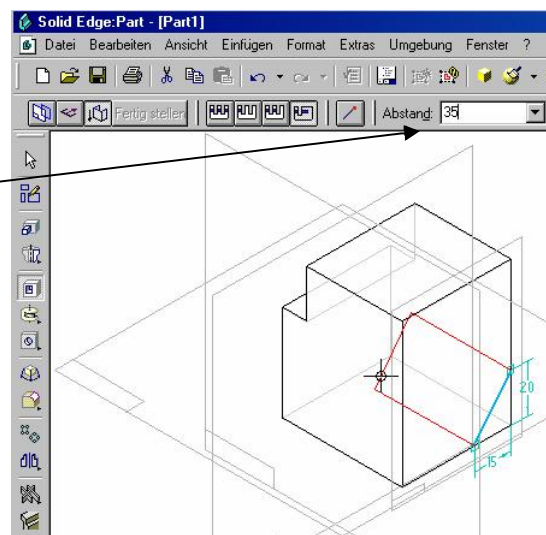 Solid Edge:Part - [Part1]
Datei Bearbeiten Ansicht Einfügen Format Extras Umgebung Fenster ?
Fertig stellen Abstand: 35
20
15